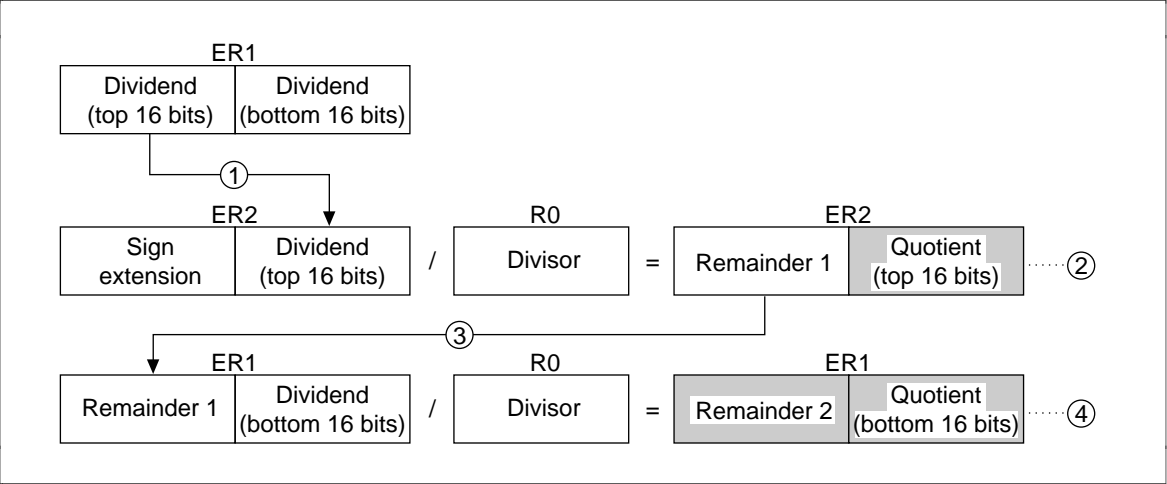 ER1
Dividend
(top 16 bits)
Dividend
(bottom 16 bits)
①
ER2
R0
ER2
Sign
extension
Dividend
(top 16 bits)
/
Divisor
=
Remainder 1
Quotient
(top 16 bits)
②
③
ER1
R0
ER1
Remainder 1
Dividend
(bottom 16 bits)
/
Divisor
=
Remainder 2
Quotient
(bottom 16 bits)
④